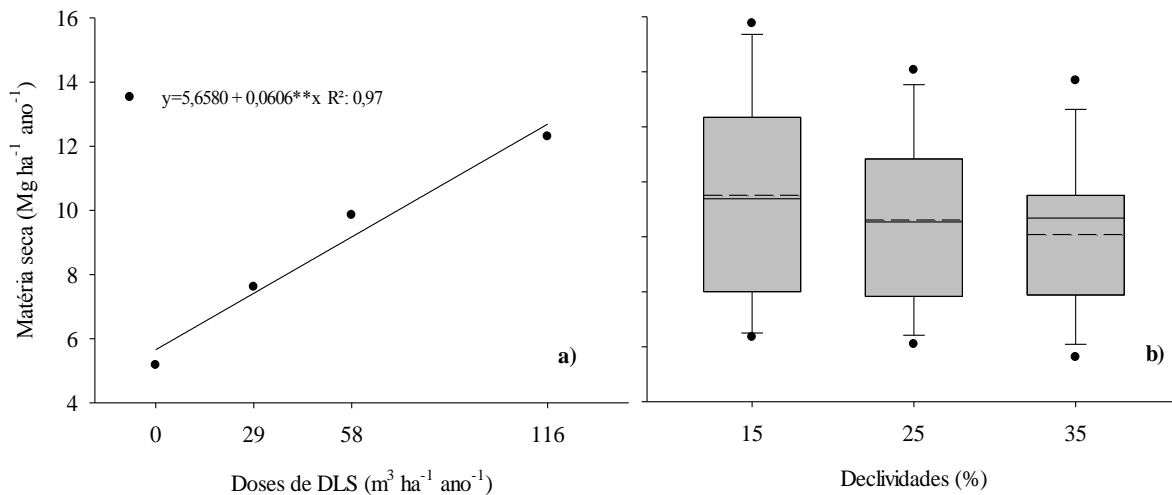 16
14
12
10
8
6
4
Matéria seca (Mg ha⁻¹ ano⁻¹)
y=5,6580 + 0,0606**x R²: 0,97
a)
0 29 58 116
Doses de DLS (m³ ha⁻¹ ano⁻¹)
b)
15 25 35
Declividades (%)